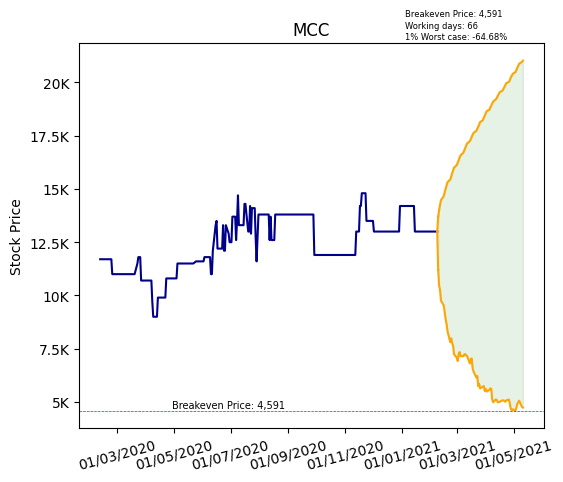 Breakeven Price: 4,591
Working days: 66
1% Worst case: -64.68%
MCC
Stock Price
20K
17.5K
15K
12.5K
10K
7.5K
5K
Breakeven Price: 4,591
01/03/2020 01/05/2020 01/07/2020 01/09/2020 01/11/2020 01/01/2021 01/03/2021 01/05/2021